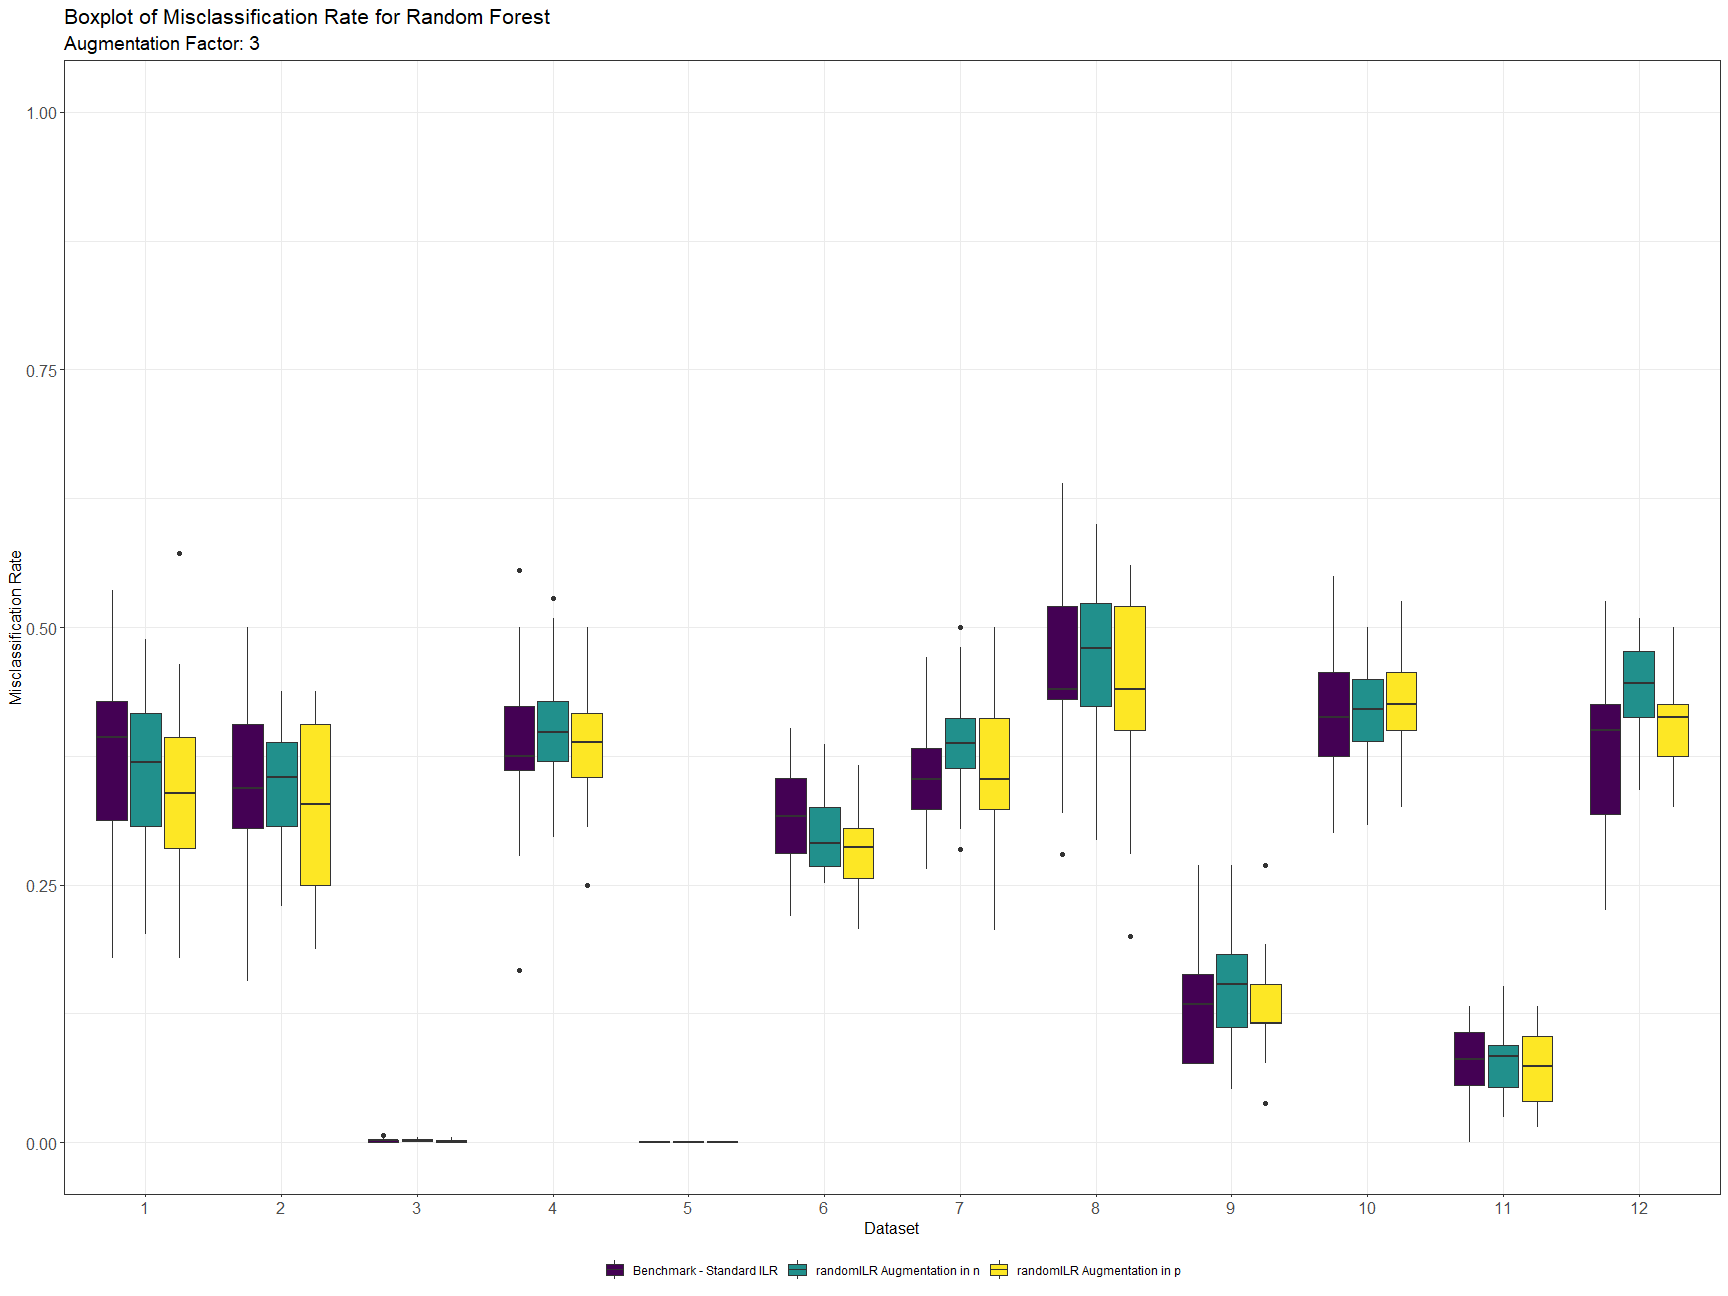 Boxplot of Misclassification Rate for Random Forest
Augmentation Factor: 3
1.00
0.75
0.50
0.25
0.00
Misclassification Rate
1 2 3 4 5 6 7 8 9 10 11 12
Dataset
Benchmark - Standard ILR randomILR Augmentation in n randomILR Augmentation in p